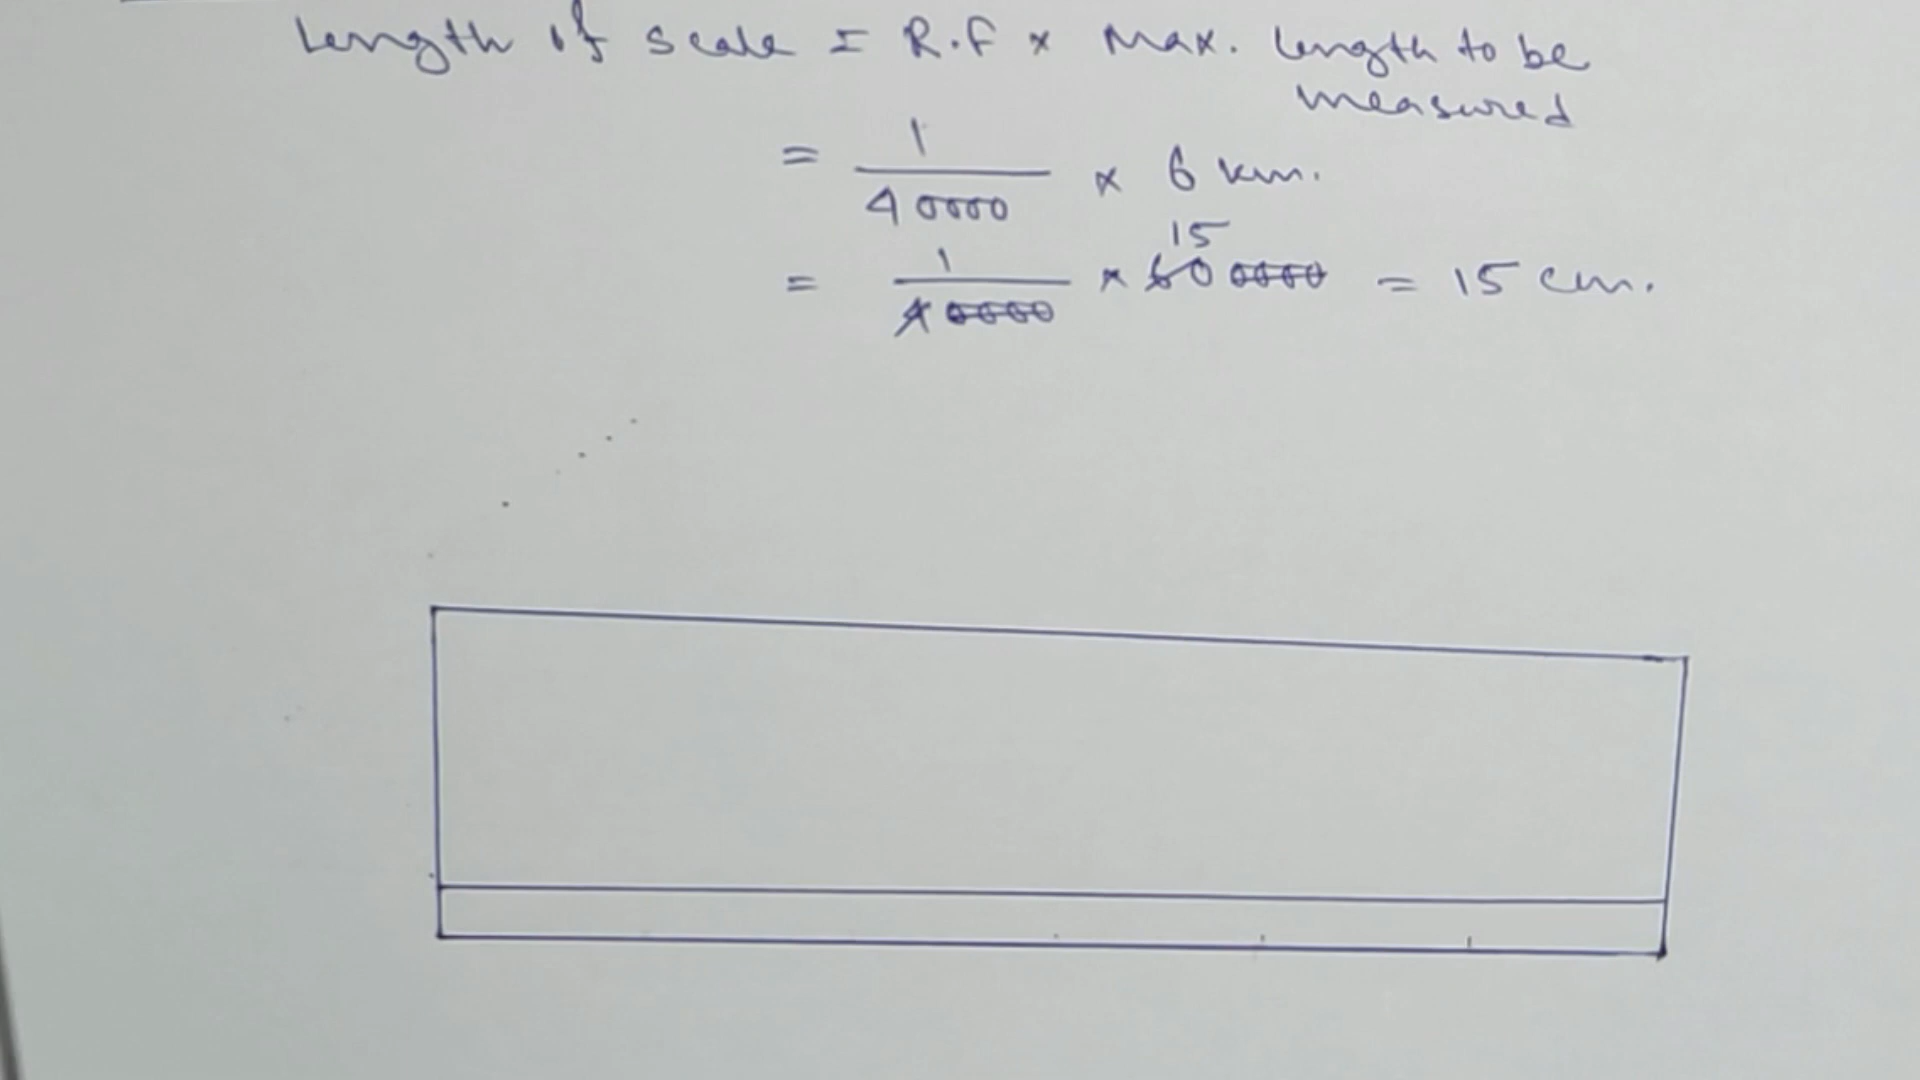 Length of scale = R.F × Max. length to be
measured
= 1/40000 × 6 km.
15
= 1/40000 × 600000 = 15 cm.